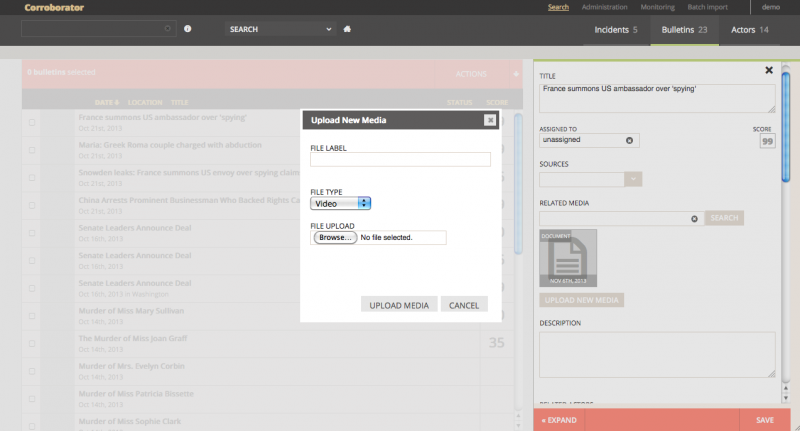 Corroborator
Search Administration Monitoring Batch Import demo
SEARCH
Incidents 5 Bulletins 23 Actors 14
bulletins selected
ACTIONS
DATE LOCATION TITLE STATUS SCORE
France summons US ambassador over 'spying'
Oct 21st, 2013
Maria: Greek Roma couple charged with abduction
Oct 21st, 2013
Snowden leaks: France summons US envoy over spying claims
Oct 21st, 2013
China Arrests Prominent Businessman Who Backed Rights Ca
Oct 21st, 2013
Senate Leaders Announce Deal
Oct 16th, 2013
Senate Leaders Announce Deal
Oct 16th, 2013
Senate Leaders Announce Deal
Oct 16th, 2013 in Washington
Murder of Miss Mary Sullivan
Oct 14th, 2013
The Murder of Miss Joan Graff
Oct 14th, 2013
35
Murder of Mrs. Evelyn Corbin
Oct 14th, 2013
Murder of Miss Patricia Bissette
Oct 14th, 2013
Murder of Miss Sophie Clark
Oct 14th, 2013
Upload New Media
FILE LABEL
FILE TYPE
Video
FILE UPLOAD
Browse... No file selected.
UPLOAD MEDIA CANCEL
TITLE
France summons US ambassador over 'spying'
ASSIGNED TO SCORE
unassigned 99
SOURCES
RELATED MEDIA
SEARCH
DOCUMENT
NOV 6TH, 2013
UPLOAD NEW MEDIA
DESCRIPTION
RELATED ACTORS
« EXPAND SAVE